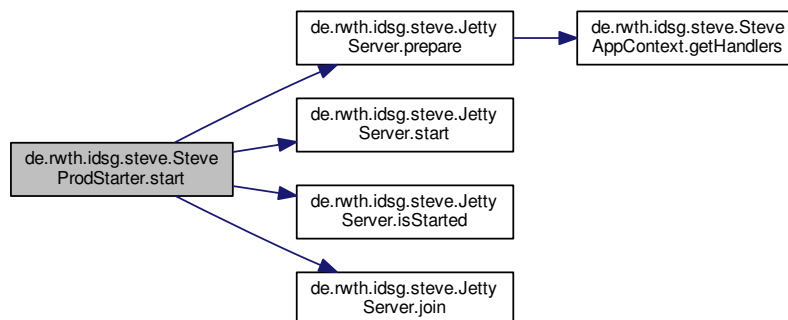 de.rwth.idsg.steve.Steve
ProdStarter.start
de.rwth.idsg.steve.Jetty
Server.prepare
de.rwth.idsg.steve.Steve
AppContext.getHandlers
de.rwth.idsg.steve.Jetty
Server.start
de.rwth.idsg.steve.Jetty
Server.isStarted
de.rwth.idsg.steve.Jetty
Server.join